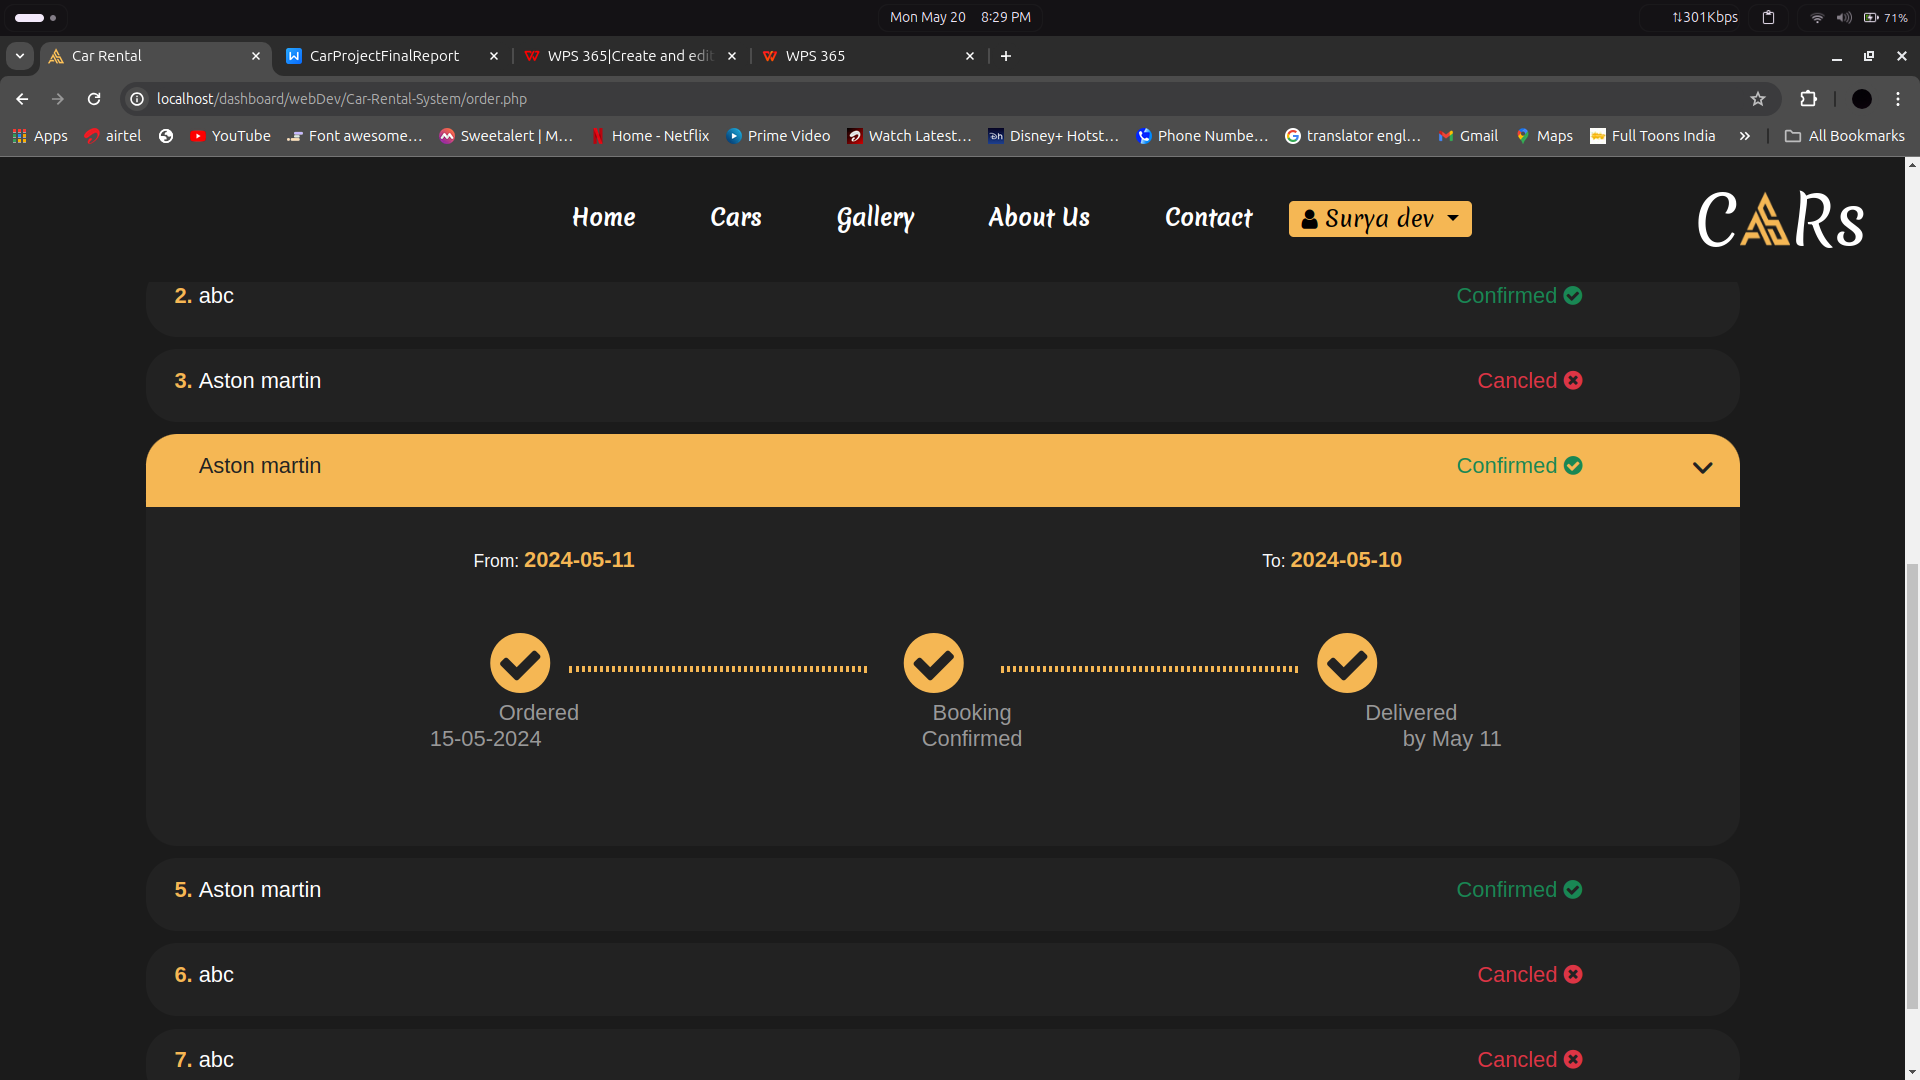 Mon May 20 8:29 PM
⇅301Kbps
71%
Car Rental
CarProjectFinalReport
WPS 365|Create and edit
WPS 365
localhost/dashboard/webDev/Car-Rental-System/order.php
Apps
airtel
YouTube
Font awesome...
Sweetalert | M...
Home - Netflix
Prime Video
Watch Latest...
Disney+ Hotst...
Phone Numbe...
translator engl...
Gmail
Maps
Full Toons India
»
All Bookmarks
Home
Cars
Gallery
About Us
Contact
Surya dev
CARs
2. abc
Confirmed
3. Aston martin
Cancled
Aston martin
Confirmed
From: 2024-05-11
To: 2024-05-10
Ordered
15-05-2024
Booking
Confirmed
Delivered
by May 11
5. Aston martin
Confirmed
6. abc
Cancled
7. abc
Cancled